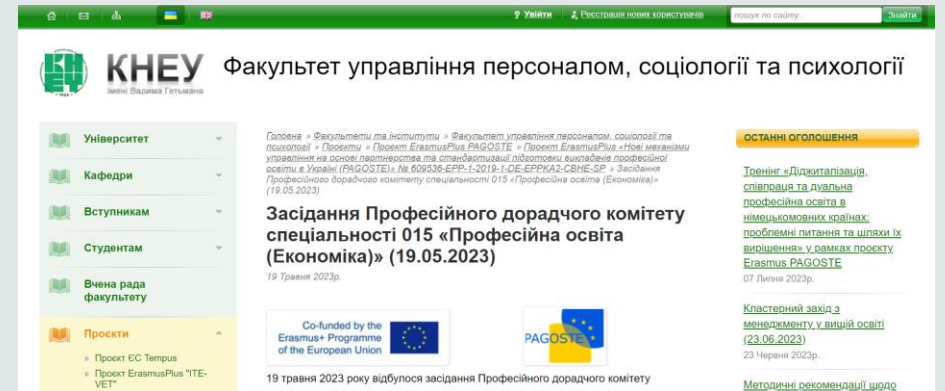 Увійти
Реєстрація нових користувачів
пошук по сайту...
Знайти
КНЕУ
імені Вадима Гетьмана
Факультет управління персоналом, соціології та психології
Університет
Кафедри
Вступникам
Студентам
Вчена рада
факультету
Проєкти
Проєкт ЄС Tempus
Проєкт ErasmusPlus "ITE-
VET"
Головна » Факультети та інститути » Факультет управління персоналом, соціології та
психології » Проєкти » Проєкт ErasmusPlus PAGOSTE » Проєкт ErasmusPlus «Нові механізми
управління на основі партнерства та стандартизації підготовки викладачів професійної
освіти в Україні (PAGOSTE)» № 609536-EPP-1-2019-1-DE-EPPKA2-CBHE-SP » Засідання
Професійного дорадчого комітету спеціальності 015 «Професійна освіта (Економіка)»
(19.05.2023)
Засідання Професійного дорадчого комітету
спеціальності 015 «Професійна освіта
(Економіка)» (19.05.2023)
19 Травня 2023р.
Co-funded by the
Erasmus+ Programme
of the European Union
PAGOSTE
19 травня 2023 року відбулося засідання Професійного дорадчого комітету
ОСТАННІ ОГОЛОШЕННЯ
Тренінг «Діджиталізація,
співпраця та дуальна
професійна освіта в
німецькомовних країнах:
проблемні питання та шляхи їх
вирішення» у рамках проєкту
Erasmus PAGOSTE
07 Липня 2023р.
Кластерний захід з
менеджменту у вищій освіті
(23.06.2023)
23 Червня 2023р.
Методичні рекомендації щодо